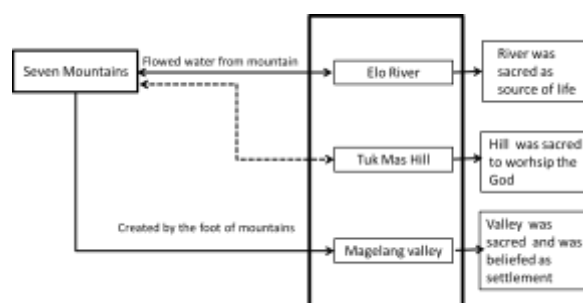 Seven Mountains
Flowed water from mountain
Elo River
River was
sacred as
source of life
Tuk Mas Hill
Hill was sacred
to worhsip the
God
Created by the foot of mountains
Magelang valley
Valley was
sacred and was
beliefed as
settlement